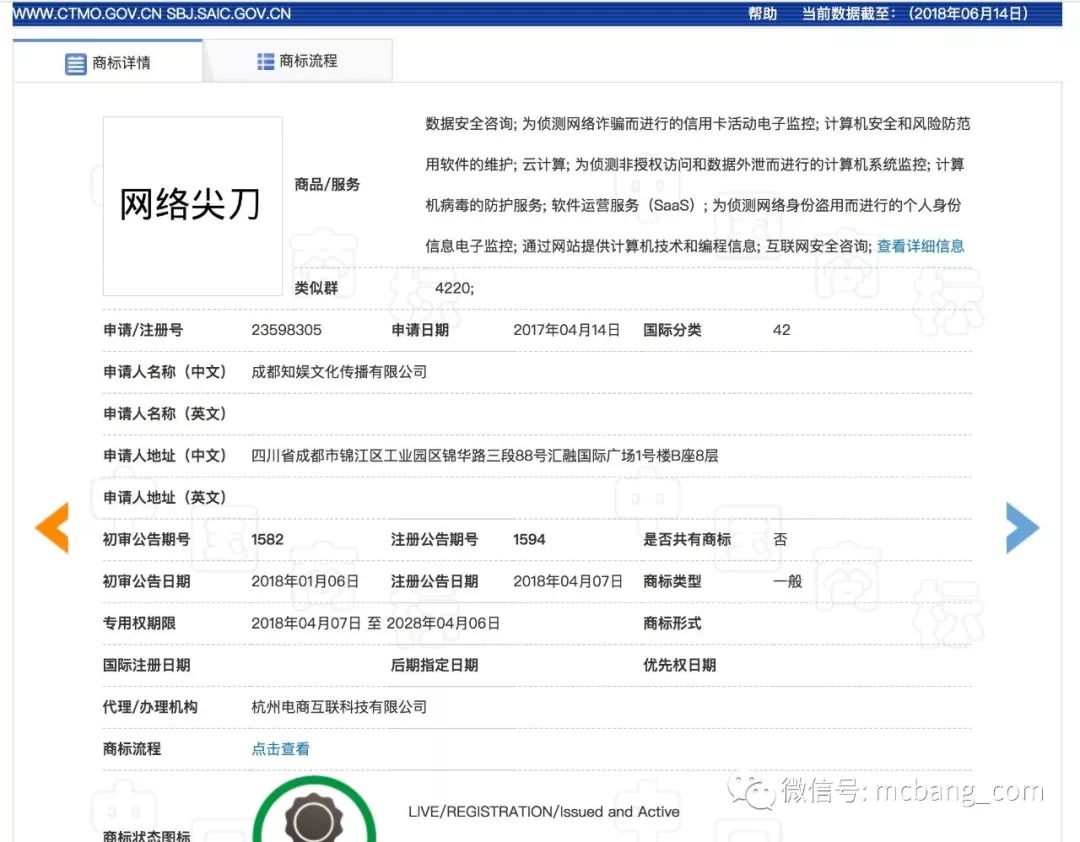 WWW.CTMO.GOV.CN SBJ.SAIC.GOV.CN 帮助 当前数据截至：（2018年06月14日）
商标详情 商标流程
网络尖刀
商品/服务
数据安全咨询; 为侦测网络诈骗而进行的信用卡活动电子监控; 计算机安全和风险防范
用软件的维护; 云计算; 为侦测非授权访问和数据外泄而进行的计算机系统监控; 计算
机病毒的防护服务; 软件运营服务（SaaS）; 为侦测网络身份盗用而进行的个人身份
信息电子监控; 通过网站提供计算机技术和编程信息; 互联网安全咨询; 查看详细信息
类似群 4220;
申请/注册号 23598305 申请日期 2017年04月14日 国际分类 42
申请人名称（中文） 成都知娱文化传播有限公司
申请人名称（英文）
申请人地址（中文） 四川省成都市锦江区工业园区锦华路三段88号汇融国际广场1号楼B座8层
申请人地址（英文）
初审公告期号 1582 注册公告期号 1594 是否共有商标 否
初审公告日期 2018年01月06日 注册公告日期 2018年04月07日 商标类型 一般
专用权期限 2018年04月07日 至 2028年04月06日 商标形式
国际注册日期 后期指定日期 优先权日期
代理/办理机构 杭州电商互联科技有限公司
商标流程 点击查看
商标状态图标 LIVE/REGISTRATION/Issued and Active
微信号: mcbang_com
中国商标